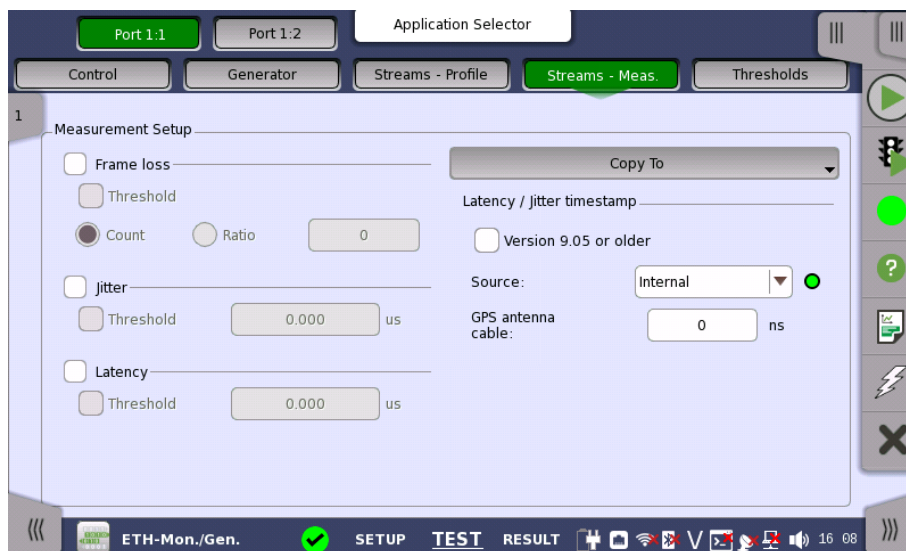 Port 1:1
Port 1:2
Application Selector
Control
Generator
Streams - Profile
Streams - Meas.
Thresholds
1
Measurement Setup
Frame loss
Threshold
Count
Ratio
0
Jitter
Threshold
0.000
us
Latency
Threshold
0.000
us
Copy To
Latency / Jitter timestamp
Version 9.05 or older
Source:
Internal
GPS antenna
cable:
0
ns
ETH-Mon./Gen.
SETUP
TEST
RESULT
16 08